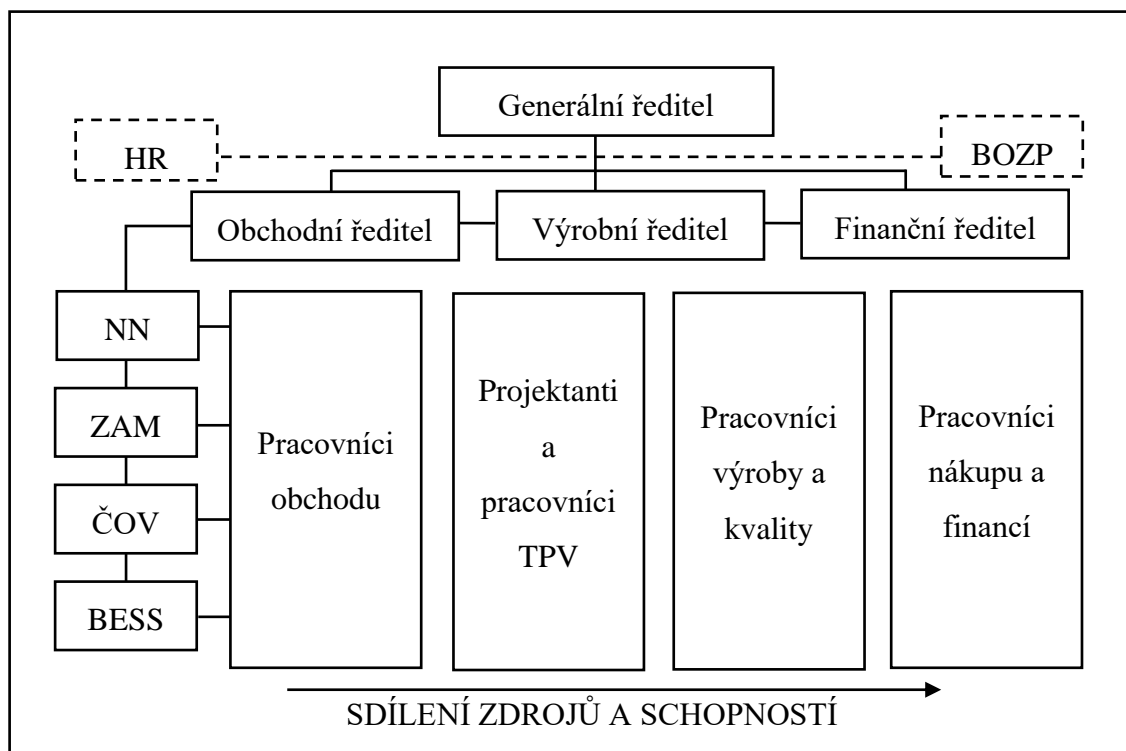 Generální ředitel
HR
BOZP
Obchodní ředitel
Výrobní ředitel
Finanční ředitel
NN
ZAM
ČOV
BESS
Pracovníci
obchodu
Projektanti
a
pracovníci
TPV
Pracovníci
výroby a
kvality
Pracovníci
nákupu a
financí
SDÍLENÍ ZDROJŮ A SCHOPNOSTÍ